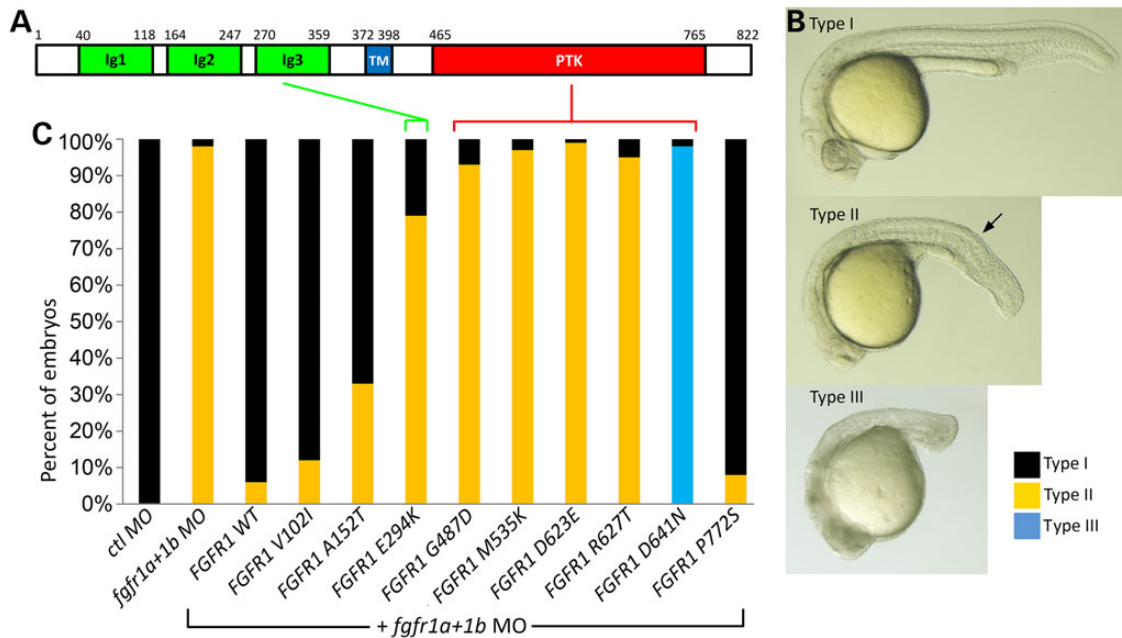 A
1 40 118 164 247 270 359 372 398 465 765 822
Ig1 Ig2 Ig3 TM PTK
B
Type I
Type II
Type III
C
Percent of embryos
100%
90%
80%
70%
60%
50%
40%
30%
20%
10%
0%
ctl MO
fgfr1a+1b MO
FGFR1 WT
FGFR1 V102I
FGFR1 A152T
FGFR1 E294K
FGFR1 G487D
FGFR1 M535K
FGFR1 D623E
FGFR1 R627T
FGFR1 D641N
FGFR1 P772S
+ fgfr1a+1b MO
Type I
Type II
Type III